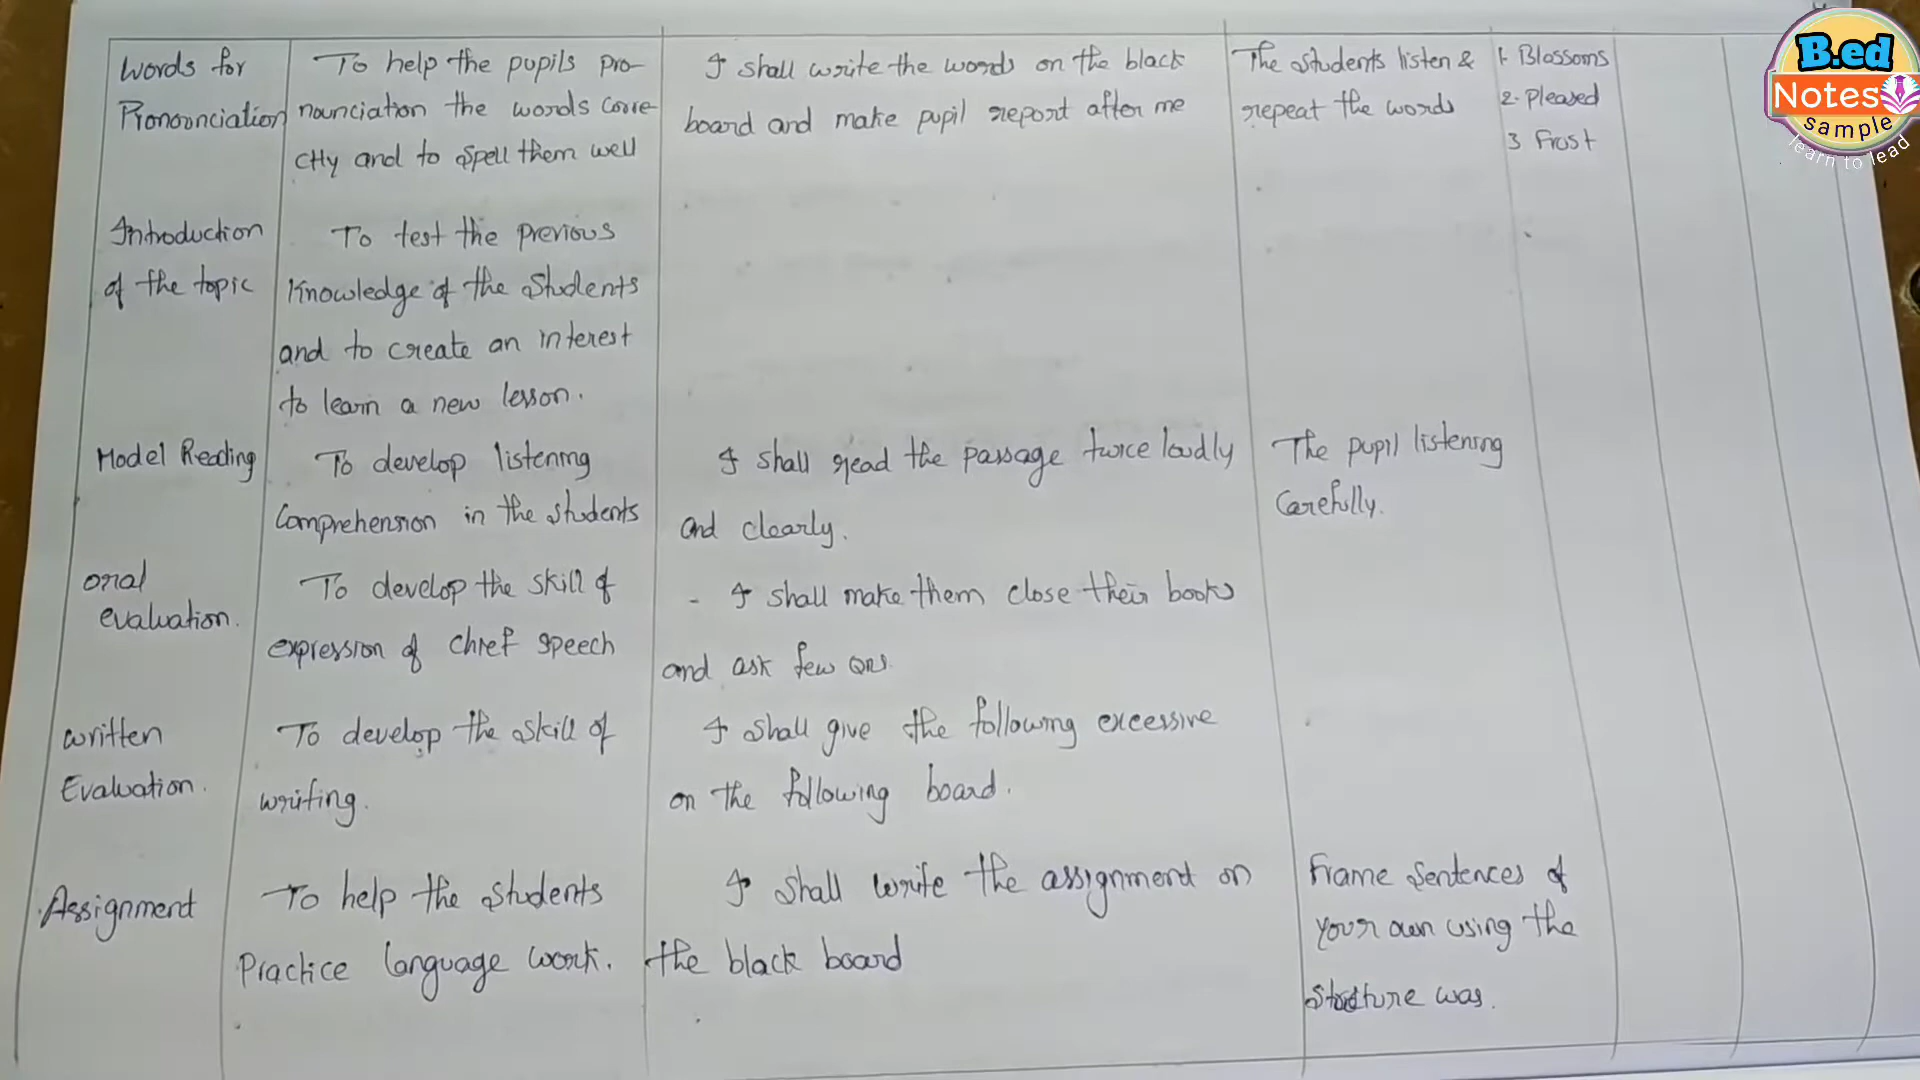 words for
Pronounciation
To help the pupils pro-
nounciation the words corre-
ctly and to spell them well
I shall write the words on the black
board and make pupil report after me
The students listen &
repeat the words
1. Blossoms
2. Pleased
3 Frost
Introduction
of the topic
To test the previous
Knowledge of the students
and to create an interest
to learn a new lesson.
Model Reading
To develop listening
Comprehension in the students
I shall read the passage twice loudly
and clearly.
The pupil listening
Carefully.
oral
evaluation.
To develop the skill of
expression of chief speech
- I shall make them close their books
and ask few Qns.
written
Evaluation.
To develop the skill of
writing.
I shall give the following excessive
on the following board.
Assignment
To help the students
Practice language work.
I shall write the assignment on
the black board
Frame sentences of
your own using the
structure was.
B.ed
Notes
sample
learn to lead